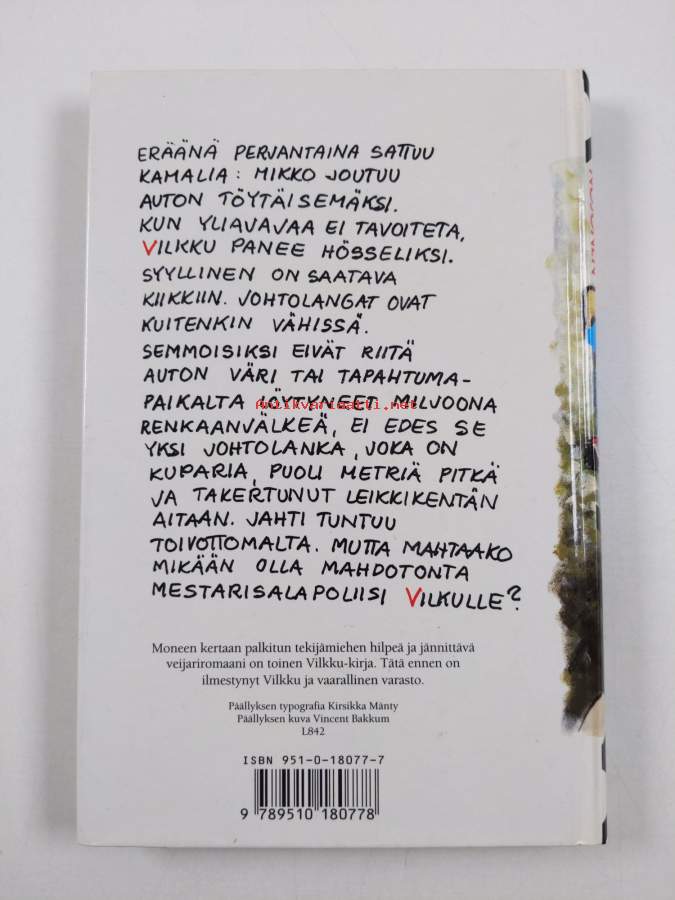 ERÄÄNÄ PERJANTAINA SATTUU
KAMALIA: MIKKO JOUTUU
AUTON TÖYTÄISEMÄKSI.
KUN YLIAJAJAA EI TAVOITETA,
VILKKU PANEE HÖSSELIKSI.
SYYLLINEN ON SAATAVA
KIIKKIIN. JOHTOLANGAT OVAT
KUITENKIN VÄHISSÄ.
SEMMOISIKSI EIVÄT RIITÄ
AUTON VÄRI TAI TAPAHTUMA-
PAIKALTA LÖYTYNEET MILJOONA
Antikvariaatti.net
RENKAANJÄLKEÄ, EI EDES SE
YKSI JOHTOLANKA, JOKA ON
KUPARIA, PUOLI METRIÄ PITKÄ
JA TAKERTUNUT LEIKKIKENTÄN
AITAAN. JAHTI TUNTUU
TOIVOTTOMALTA. MUTTA MAHTAAKO
MIKÄÄN OLLA MAHDOTONTA
MESTARISALAPOLIISI VILKULLE?
Moneen kertaan palkitun tekijämiehen hilpeä ja jännittävä
veijariromaani on toinen Vilkku-kirja. Tätä ennen on
ilmestynyt Vilkku ja vaarallinen varasto.
Päällyksen typografia Kirsikka Mänty
Päällyksen kuva Vincent Bakkum
L842
ISBN 951-0-18077-7
9 789510 180778